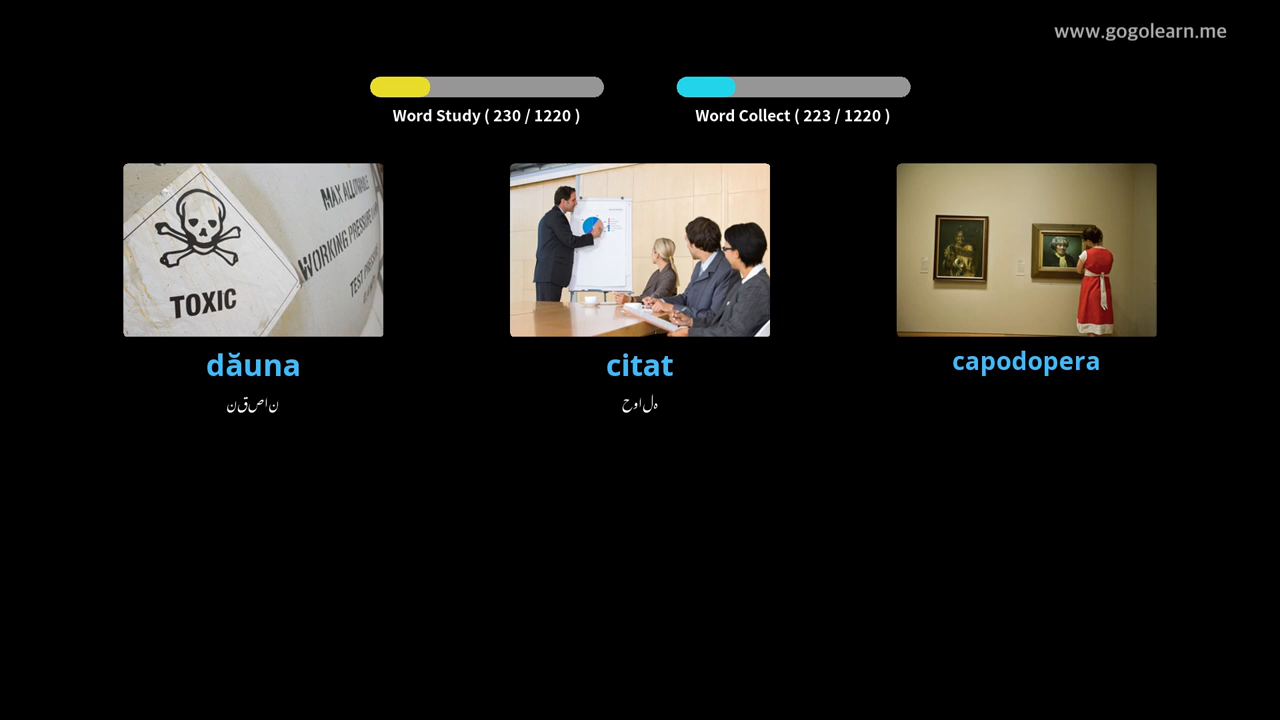 www.gogolearn.me
Word Study ( 230 / 1220 )
Word Collect ( 223 / 1220 )
TOXIC
MAX ALLOWABLE
WORKING PRESSURE
TEST
dăuna
نقصان
citat
حوالہ
capodopera